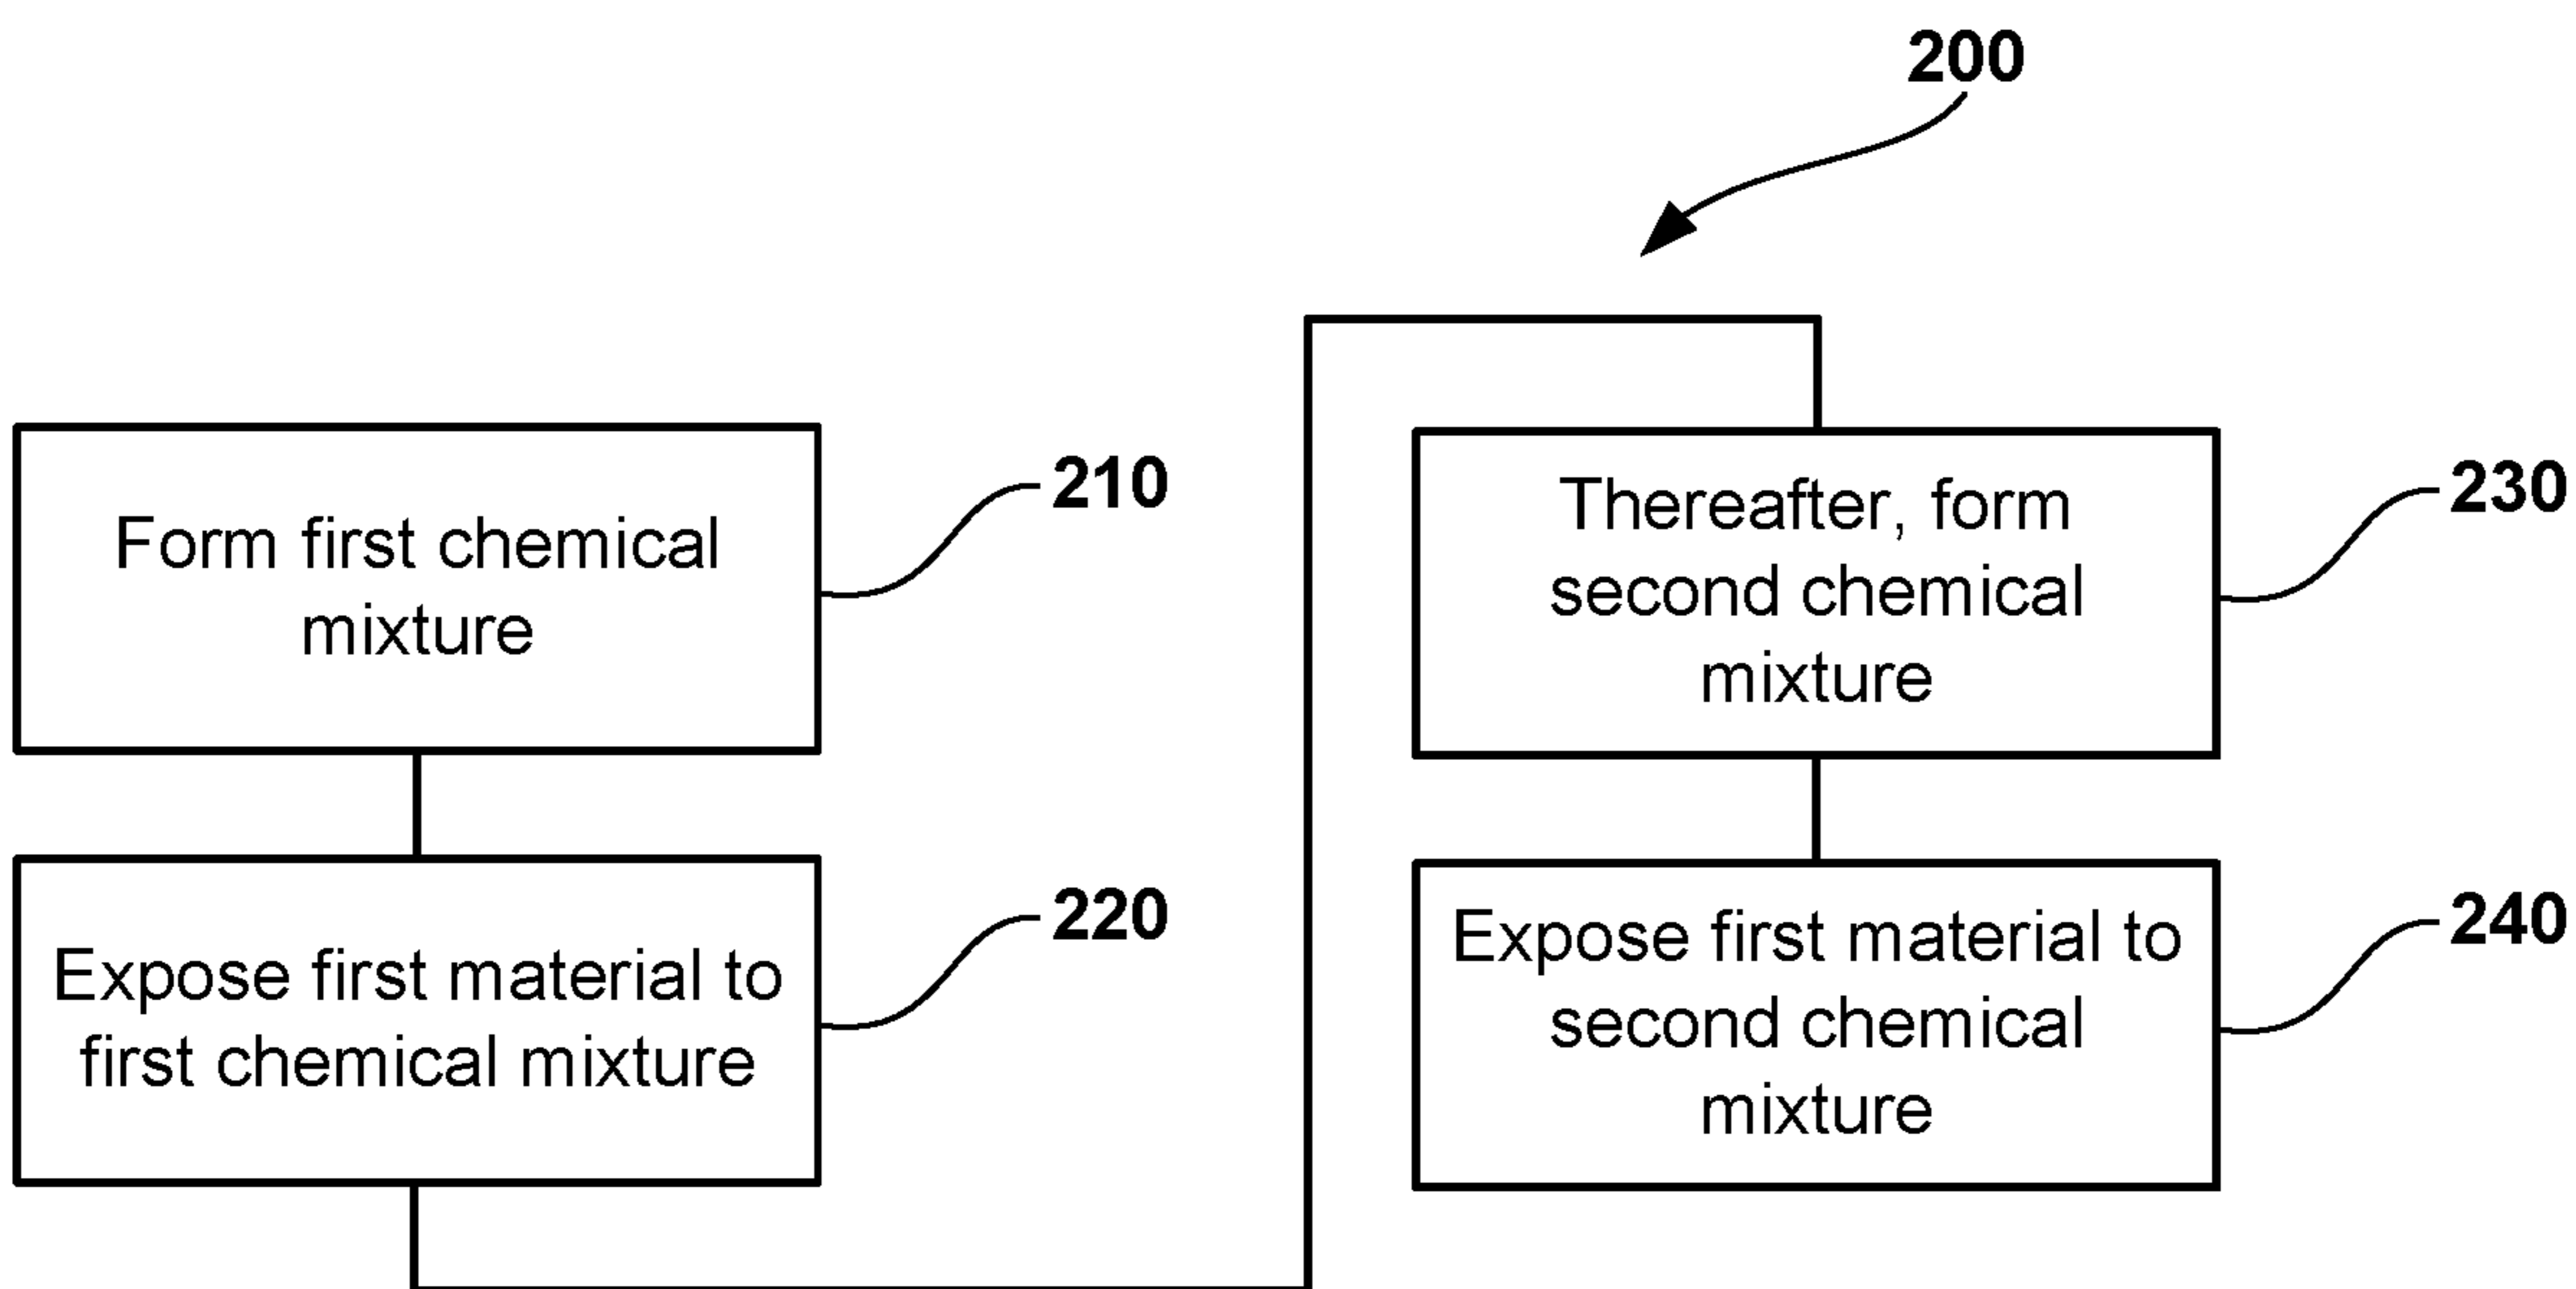 200
Form first chemical
mixture
210
Expose first material to
first chemical mixture
220
Thereafter, form
second chemical
mixture
230
Expose first material to
second chemical
mixture
240